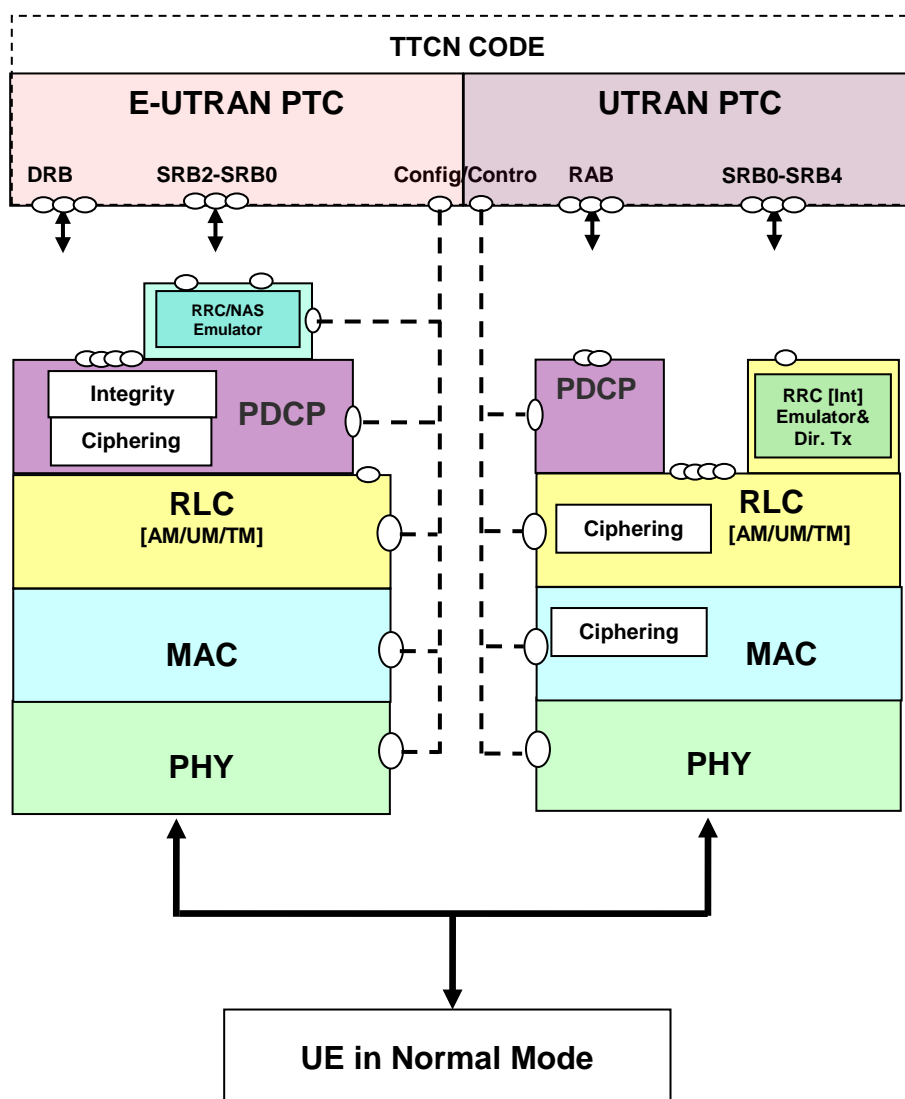 TTCN CODE
E-UTRAN PTC
UTRAN PTC
DRB
SRB2-SRB0
Config/Contro
RAB
SRB0-SRB4
RRC/NAS
Emulator
Integrity
Ciphering
PDCP
PDCP
RRC [Int]
Emulator&
Dir. Tx
RLC
[AM/UM/TM]
Ciphering
RLC
[AM/UM/TM]
MAC
Ciphering
MAC
PHY
PHY
UE in Normal Mode